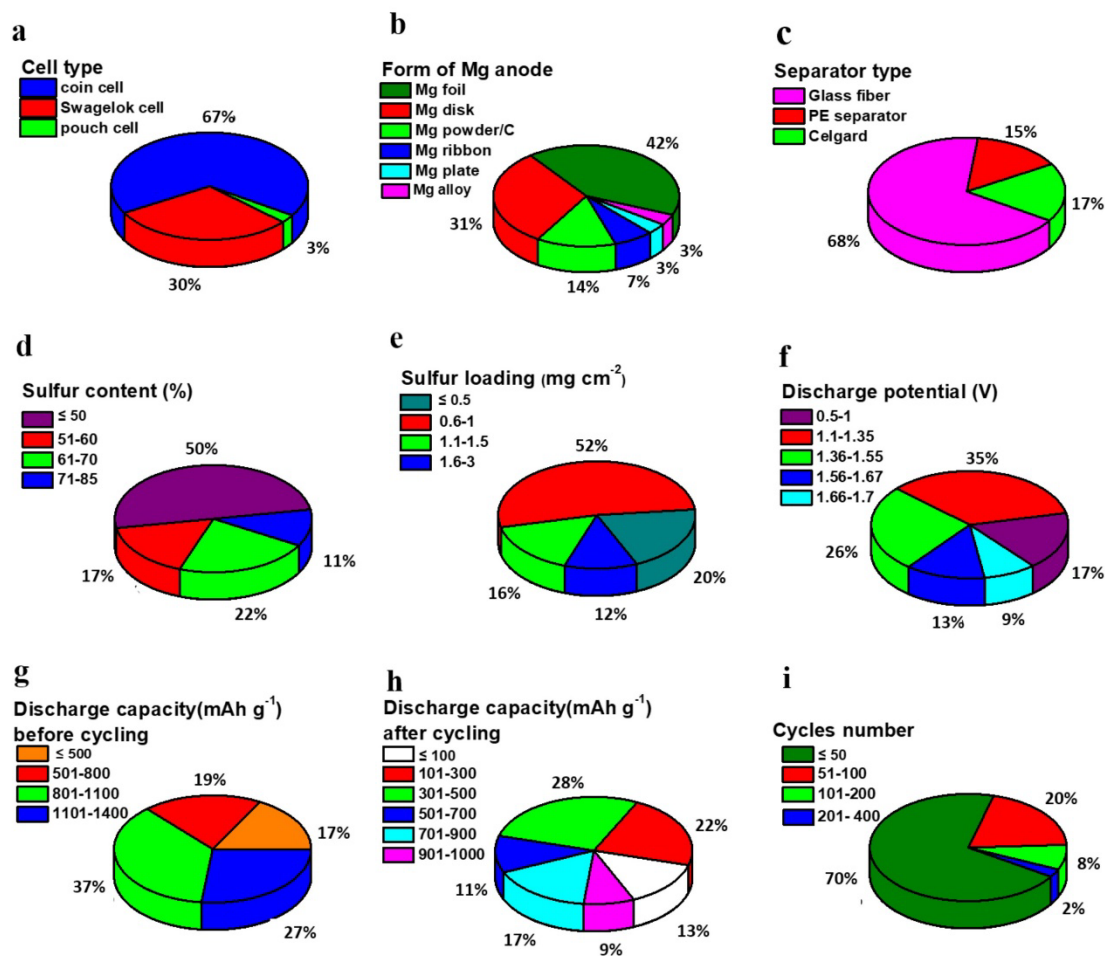 a
Cell type
coin cell
Swagelok cell
pouch cell
67%
30%
3%
b
Form of Mg anode
Mg foil
Mg disk
Mg powder/C
Mg ribbon
Mg plate
Mg alloy
42%
31%
14%
7%
3%
3%
c
Separator type
Glass fiber
PE separator
Celgard
15%
17%
68%
d
Sulfur content (%)
≤ 50
51-60
61-70
71-85
50%
17%
22%
11%
e
Sulfur loading (mg cm⁻²)
≤ 0.5
0.6-1
1.1-1.5
1.6-3
52%
16%
12%
20%
f
Discharge potential (V)
0.5-1
1.1-1.35
1.36-1.55
1.56-1.67
1.66-1.7
35%
26%
13%
9%
17%
g
Discharge capacity(mAh g⁻¹)
before cycling
≤ 500
501-800
801-1100
1101-1400
19%
17%
37%
27%
h
Discharge capacity(mAh g⁻¹)
after cycling
≤ 100
101-300
301-500
501-700
701-900
901-1000
28%
22%
11%
17%
9%
13%
i
Cycles number
≤ 50
51-100
101-200
201- 400
20%
8%
2%
70%